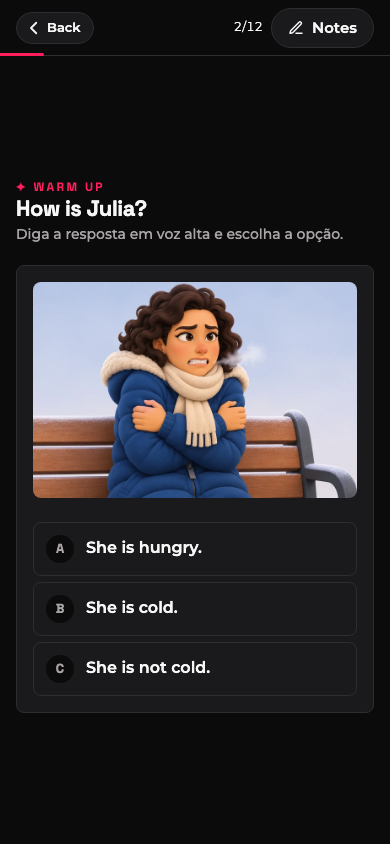 Back
2/12
Notes
WARM UP
How is Julia?
Diga a resposta em voz alta e escolha a opção.
A
She is hungry.
B
She is cold.
C
She is not cold.